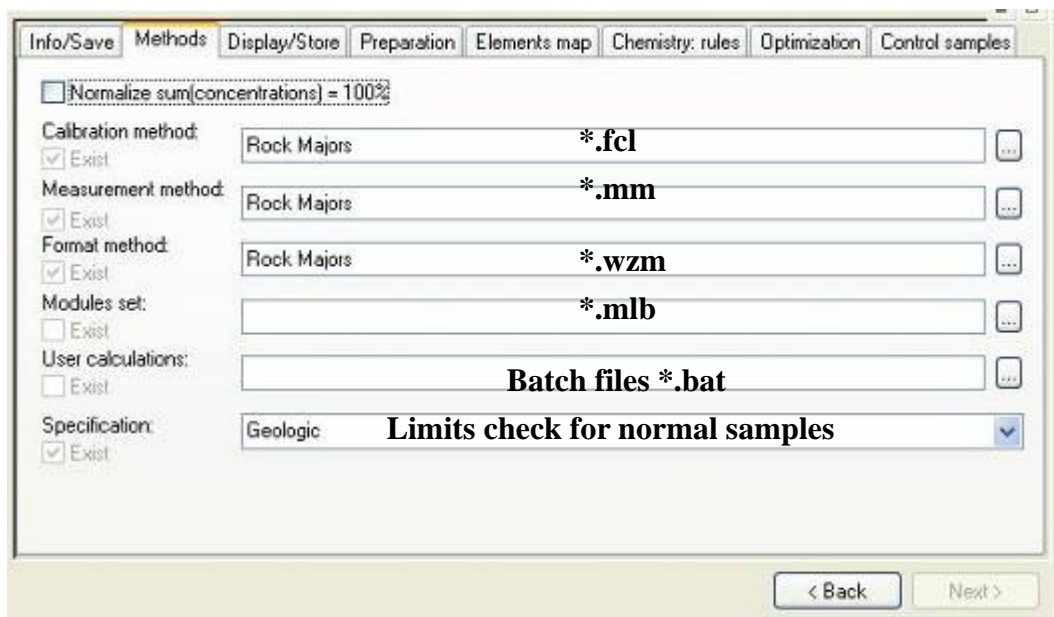 Info/Save Methods Display/Store Preparation Elements map Chemistry: rules Optimization Control samples
Normalize sum(concentrations) = 100%
Calibration method:
Exist
Rock Majors *.fcl ...
Measurement method:
Exist
Rock Majors *.mm ...
Format method:
Exist
Rock Majors *.wzm ...
Modules set:
Exist
*.mlb ...
User calculations:
Exist
Batch files *.bat ...
Specification:
Exist
Geologic Limits check for normal samples
< Back Next >